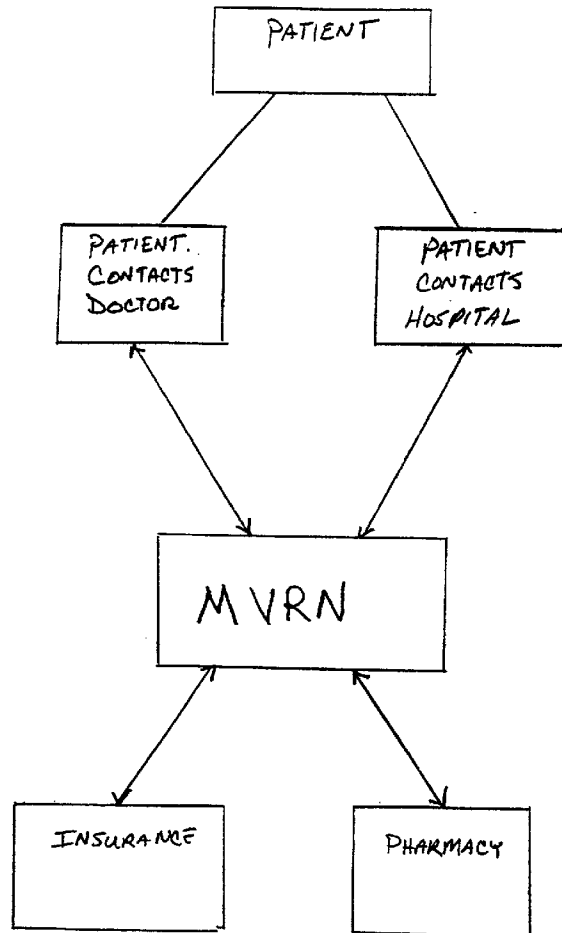 PATIENT
PATIENT.
CONTACTS
DOCTOR
PATIENT
CONTACTS
HOSPITAL
MVRN
INSURANCE
PHARMACY